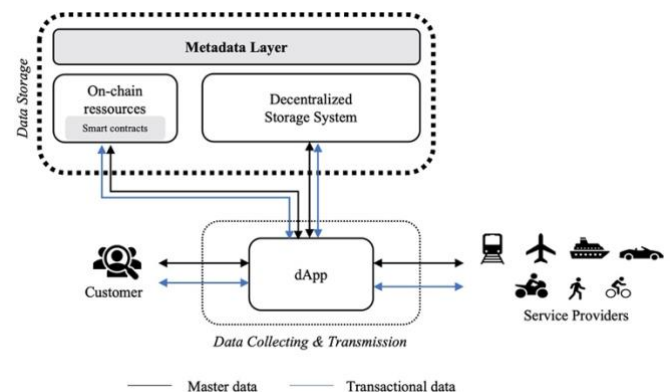 Metadata Layer
Data Storage
On-chain
ressources
Smart contracts
Decentralized
Storage System
dApp
Customer
Service Providers
Data Collecting & Transmission
Master data
Transactional data